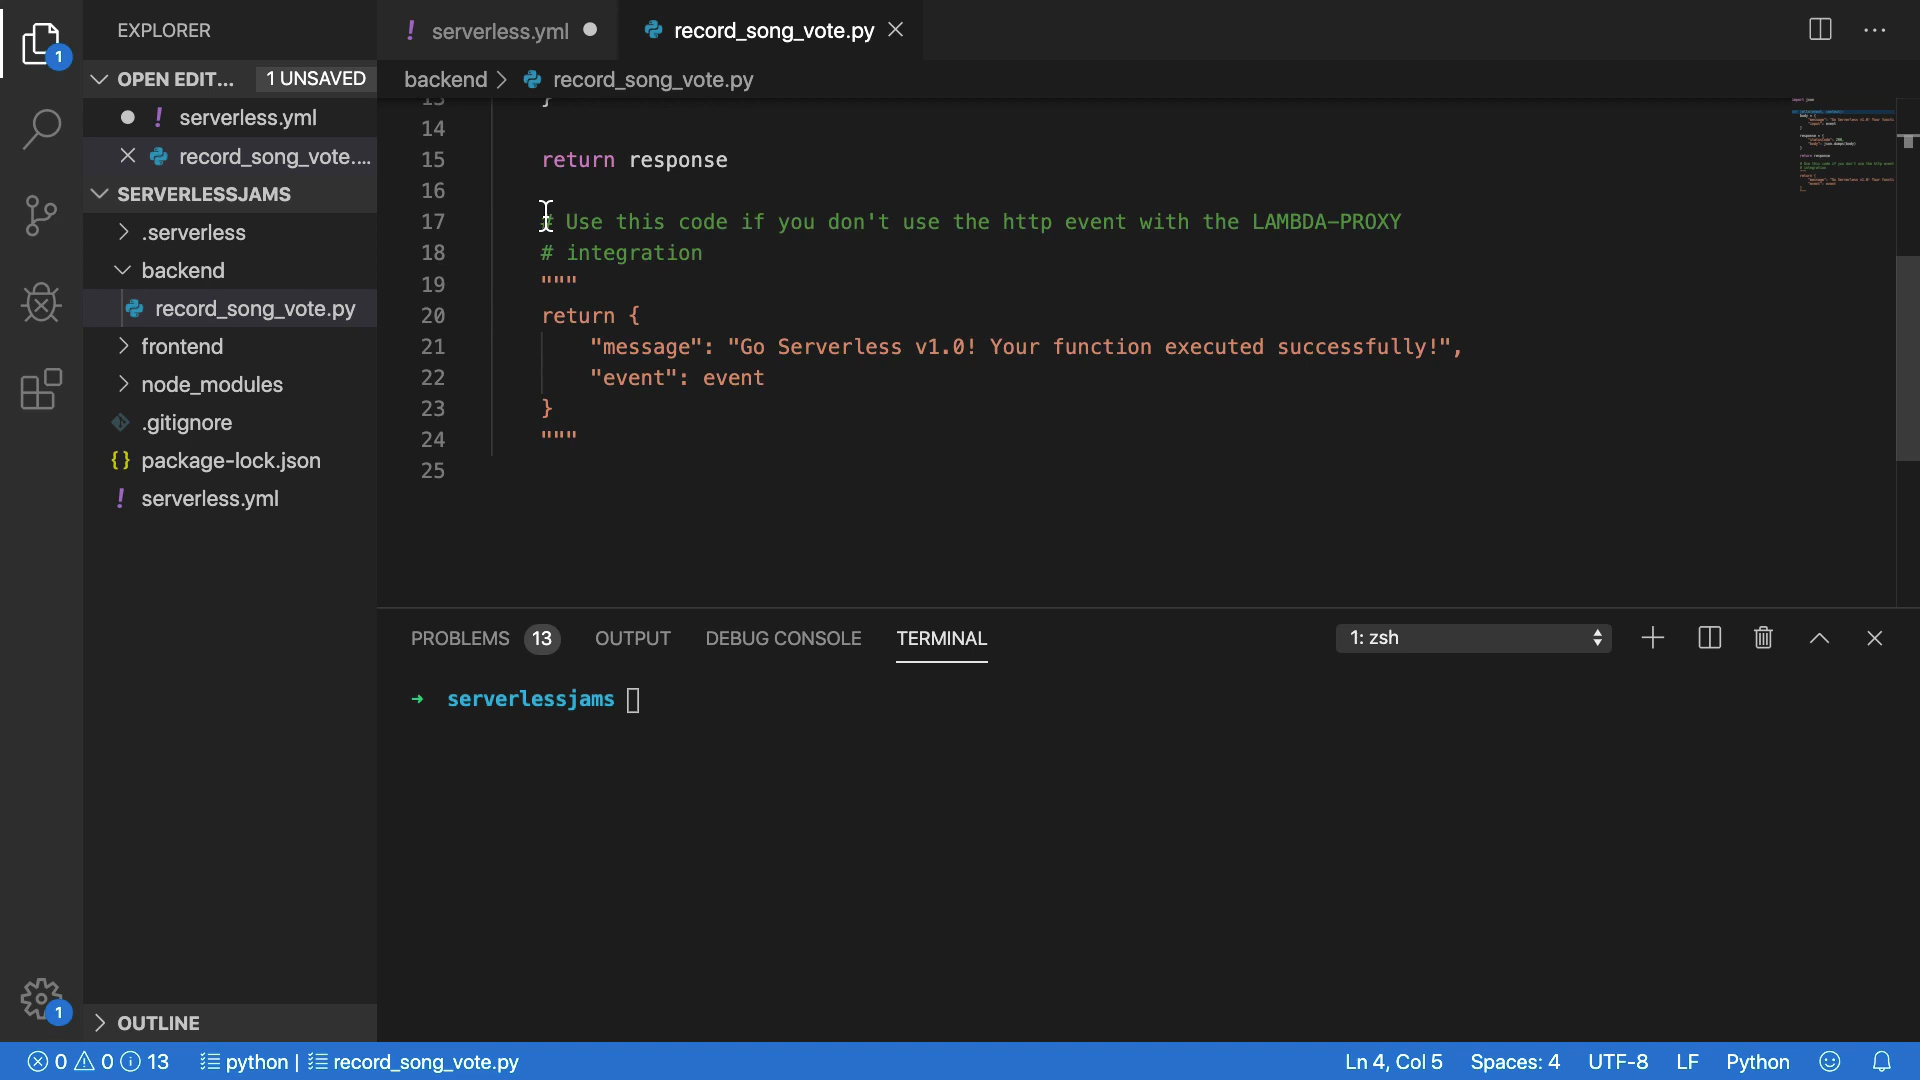 EXPLORER
! serverless.yml
record_song_vote.py
1
OPEN EDIT... 1 UNSAVED
backend > record_song_vote.py
! serverless.yml
record_song_vote....
SERVERLESSJAMS
.serverless
backend
record_song_vote.py
frontend
node_modules
.gitignore
{} package-lock.json
! serverless.yml
13 }
14
15 return response
16
17 # Use this code if you don't use the http event with the LAMBDA-PROXY
18 # integration
19 """
20 return {
21 "message": "Go Serverless v1.0! Your function executed successfully!",
22 "event": event
23 }
24 """
25
PROBLEMS 13 OUTPUT DEBUG CONSOLE TERMINAL 1: zsh
→ serverlessjams
1
OUTLINE
0 0 13 python | record_song_vote.py Ln 4, Col 5 Spaces: 4 UTF-8 LF Python